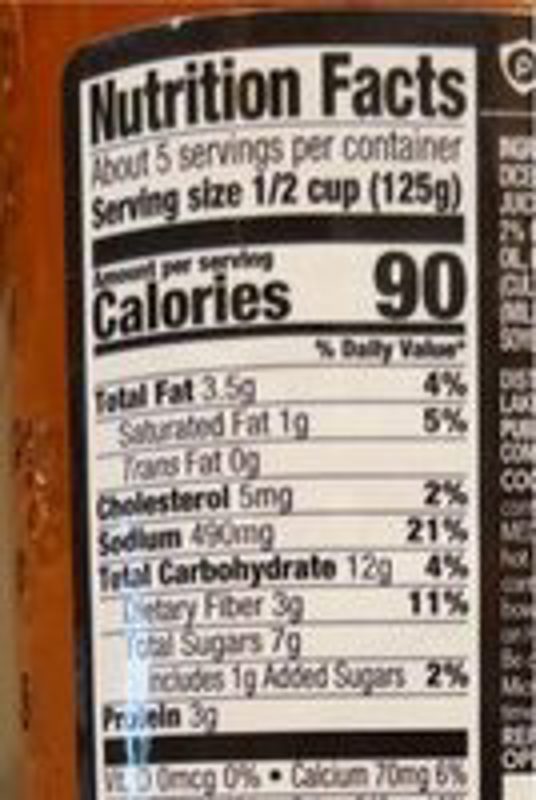 Nutrition Facts
About 5 servings per container
Serving size 1/2 cup (125g)
Amount per serving
Calories 90
% Daily Value*
Total Fat 3.5g 4%
Saturated Fat 1g 5%
Trans Fat 0g
Cholesterol 5mg 2%
Sodium 490mg 21%
Total Carbohydrate 12g 4%
Dietary Fiber 3g 11%
Total Sugars 7g
Includes 1g Added Sugars 2%
Protein 3g
Vit D 0mcg 0% • Calcium 70mg 6%